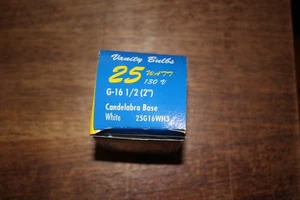 Vanity Bulbs
25 WATT
130 V
G-16 1/2 (2")
Candelabra Base
White 25G16WH3